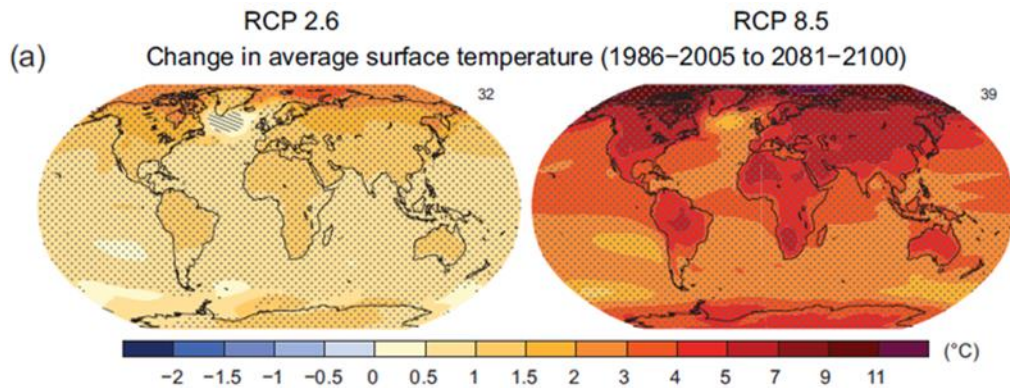 RCP 2.6 RCP 8.5
(a) Change in average surface temperature (1986−2005 to 2081−2100)
32 39
−2 −1.5 −1 −0.5 0 0.5 1 1.5 2 3 4 5 7 9 11 (°C)